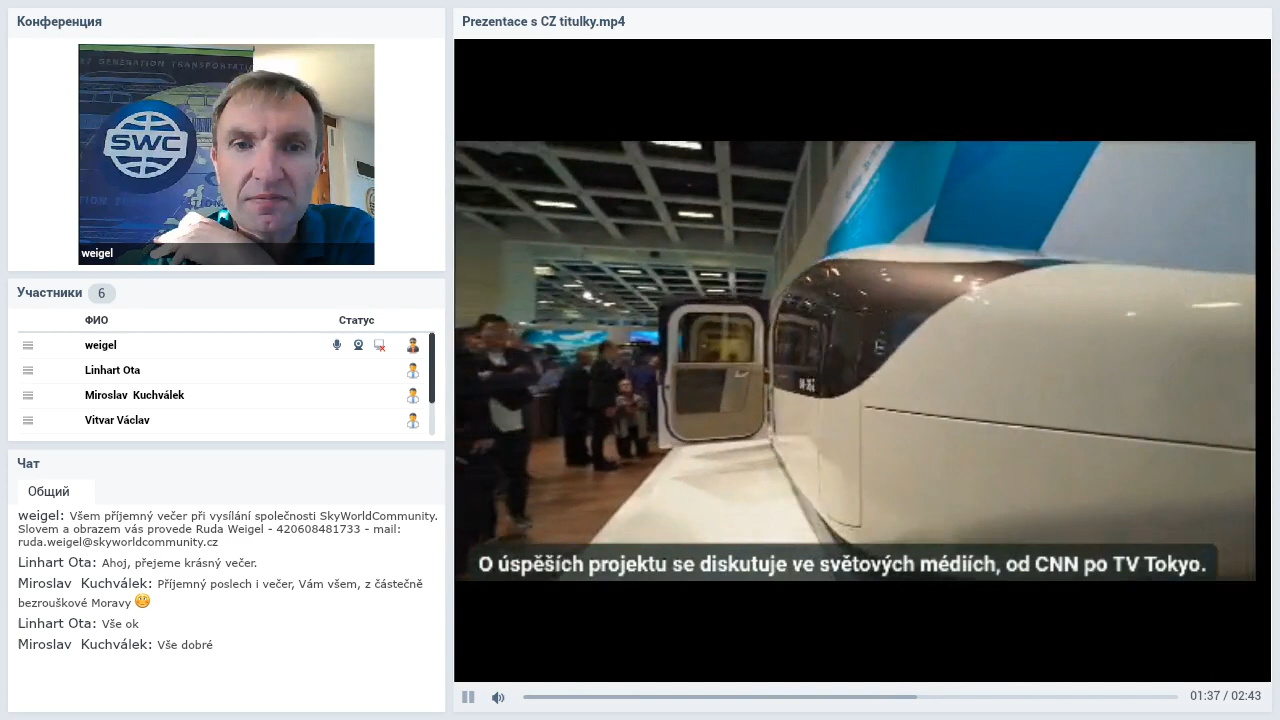 Конференция
NEW GENERATION TRANSPORTATION
SWC
weigel
Участники 6
ФИО Статус
weigel
Linhart Ota
Miroslav Kuchválek
Vitvar Václav
Чат
Общий
weigel: Všem příjemný večer při vysílání společnosti SkyWorldCommunity.
Slovem a obrazem vás provede Ruda Weigel - 420608481733 - mail:
ruda.weigel@skyworldcommunity.cz
Linhart Ota: Ahoj, přejeme krásný večer.
Miroslav Kuchválek: Příjemný poslech i večer, Vám všem, z částečně
bezrouškové Moravy
Linhart Ota: Vše ok
Miroslav Kuchválek: Vše dobré
Prezentace s CZ titulky.mp4
O úspěších projektu se diskutuje ve světových médiích, od CNN po TV Tokyo.
01:37 / 02:43